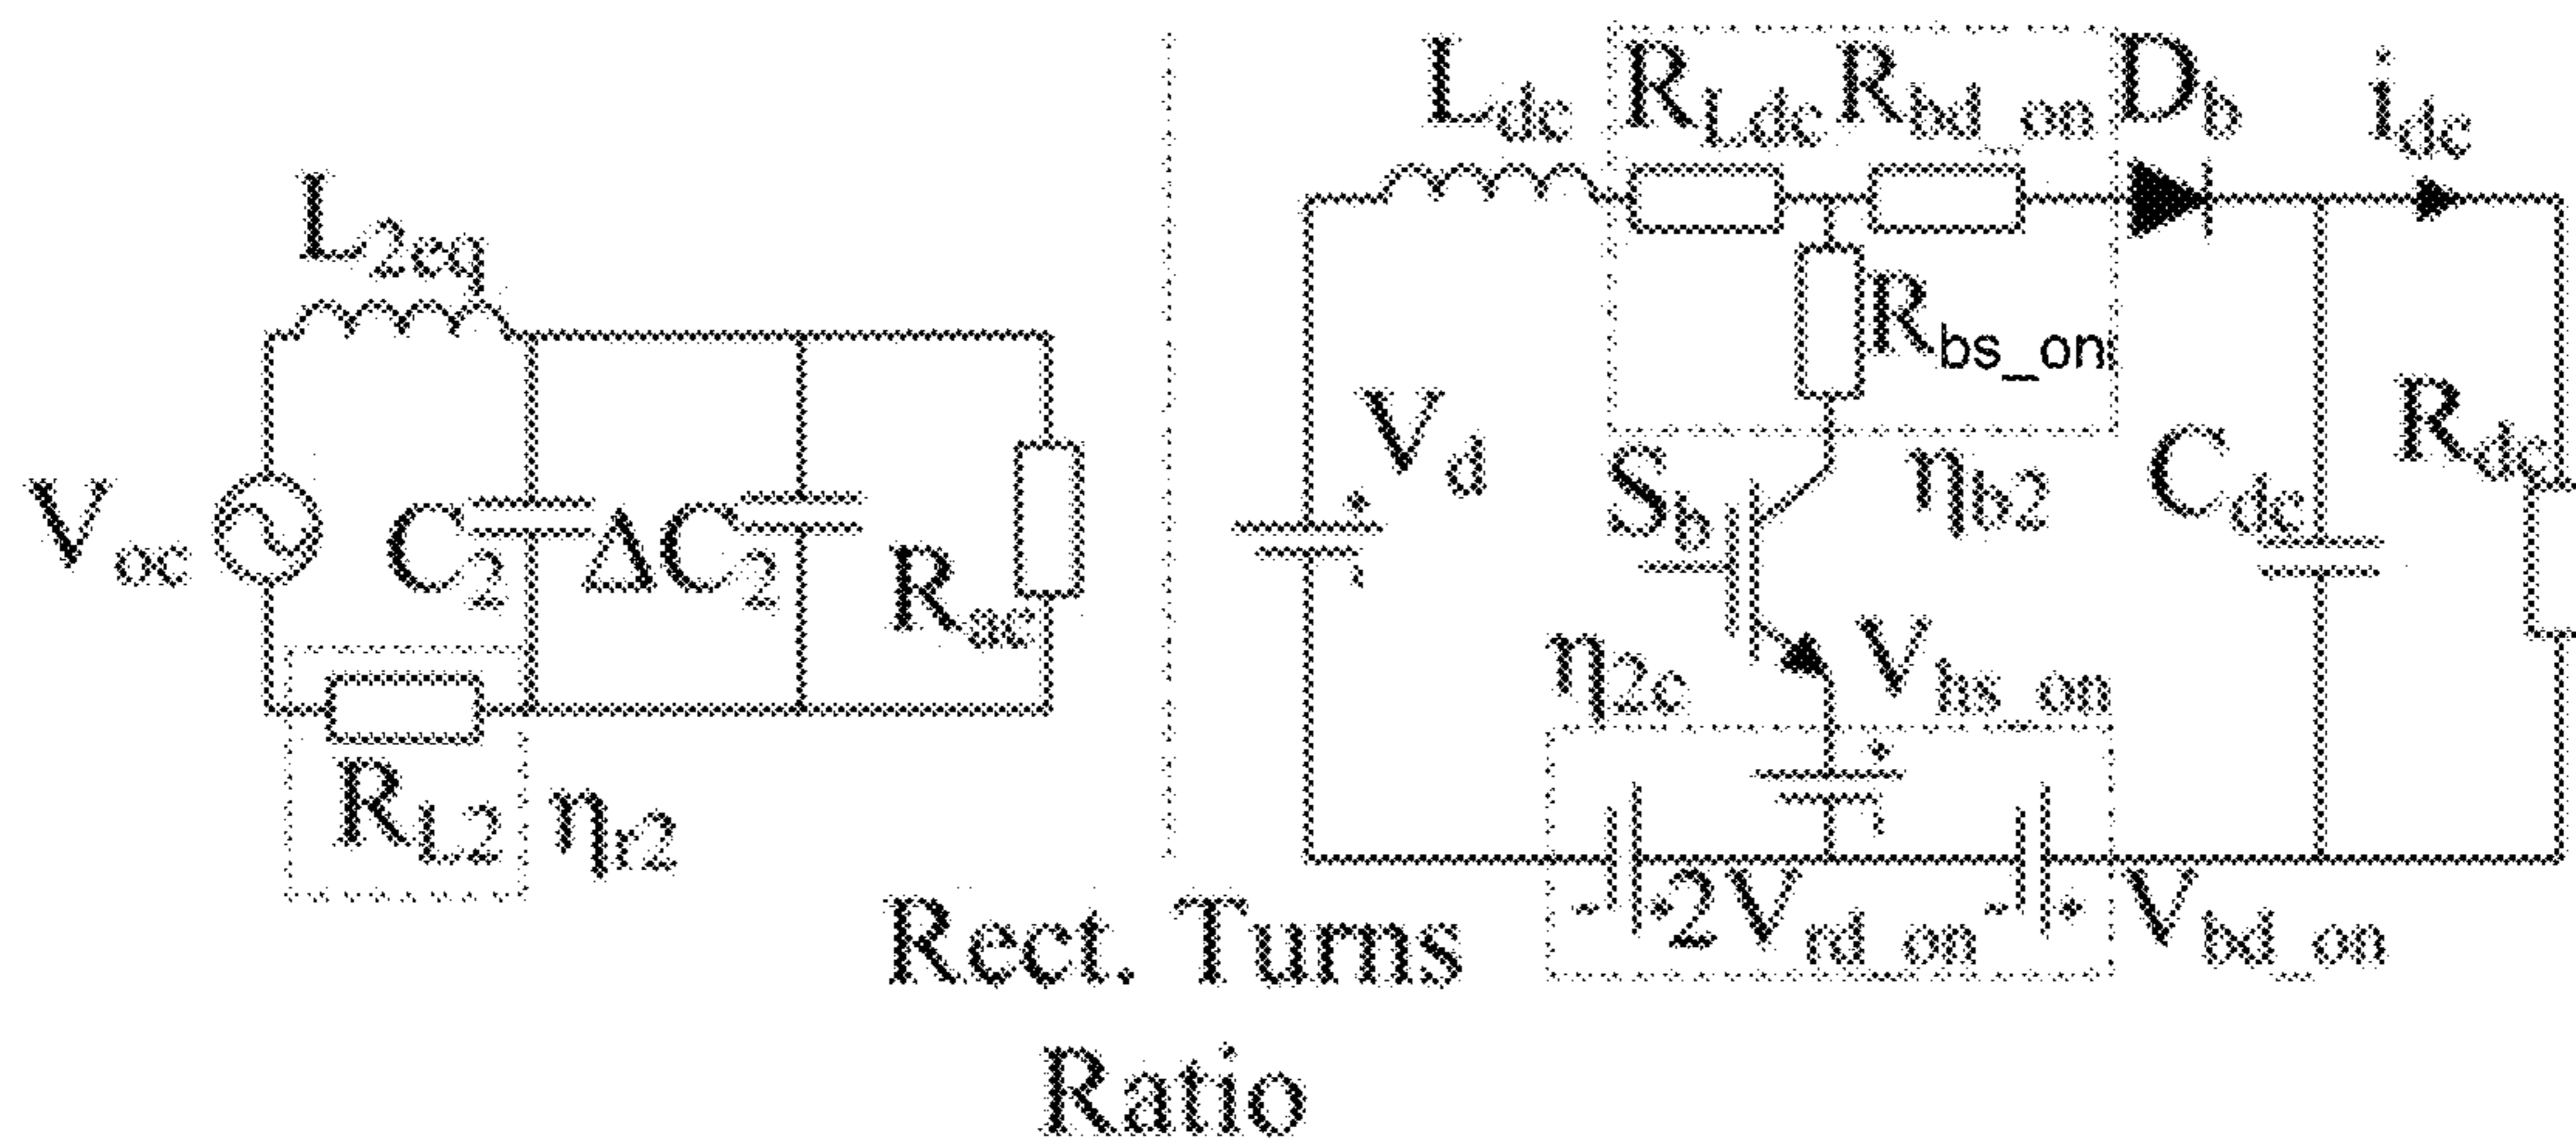 L2eq
Voc
C2
ΔC2
Rac
RL2
ηr2
Rect. Turns
Ratio
Ldc
RLdc
Rbd_on
Db
idc
Rbs_on
Vd
Sb
ηb2
Cdc
Rdc
η2c
Vbs_on
2Vrd_on
Vbd_on